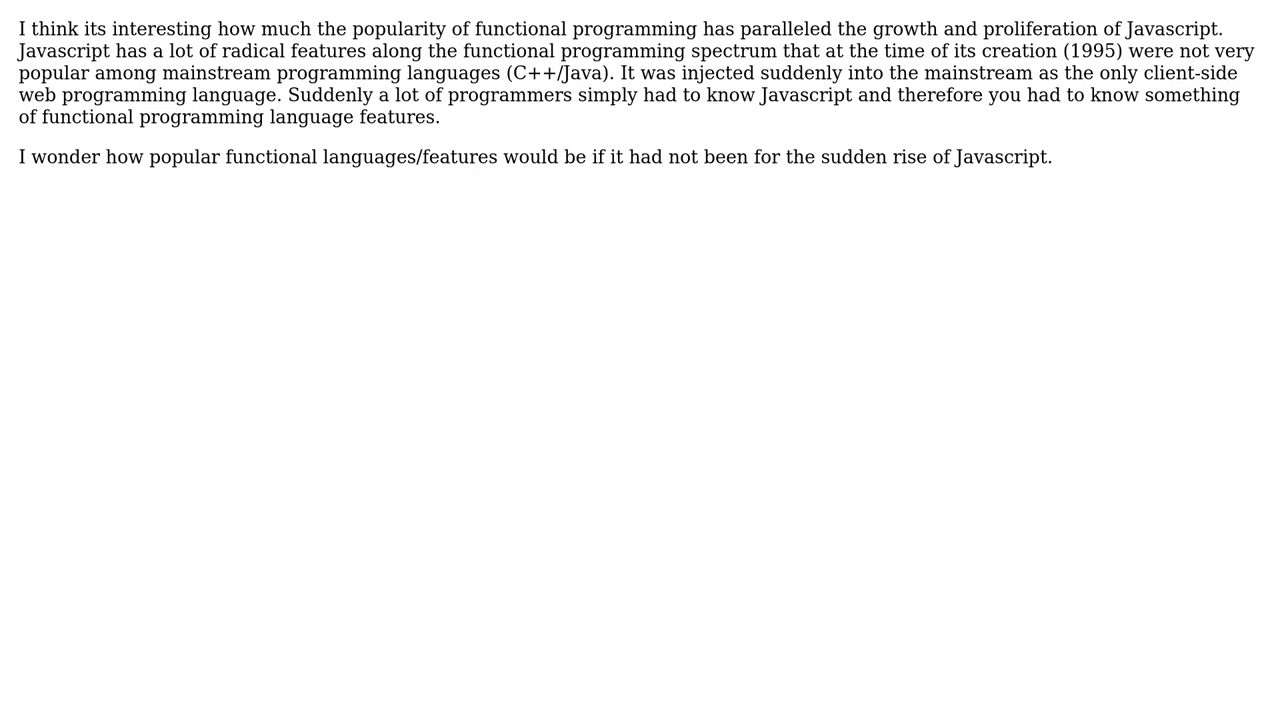 I think its interesting how much the popularity of functional programming has paralleled the growth and proliferation of Javascript.
Javascript has a lot of radical features along the functional programming spectrum that at the time of its creation (1995) were not very
popular among mainstream programming languages (C++/Java). It was injected suddenly into the mainstream as the only client-side
web programming language. Suddenly a lot of programmers simply had to know Javascript and therefore you had to know something
of functional programming language features.
I wonder how popular functional languages/features would be if it had not been for the sudden rise of Javascript.